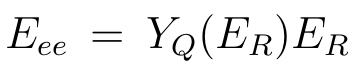 E_{ee} = Y_Q(E_R)E_R